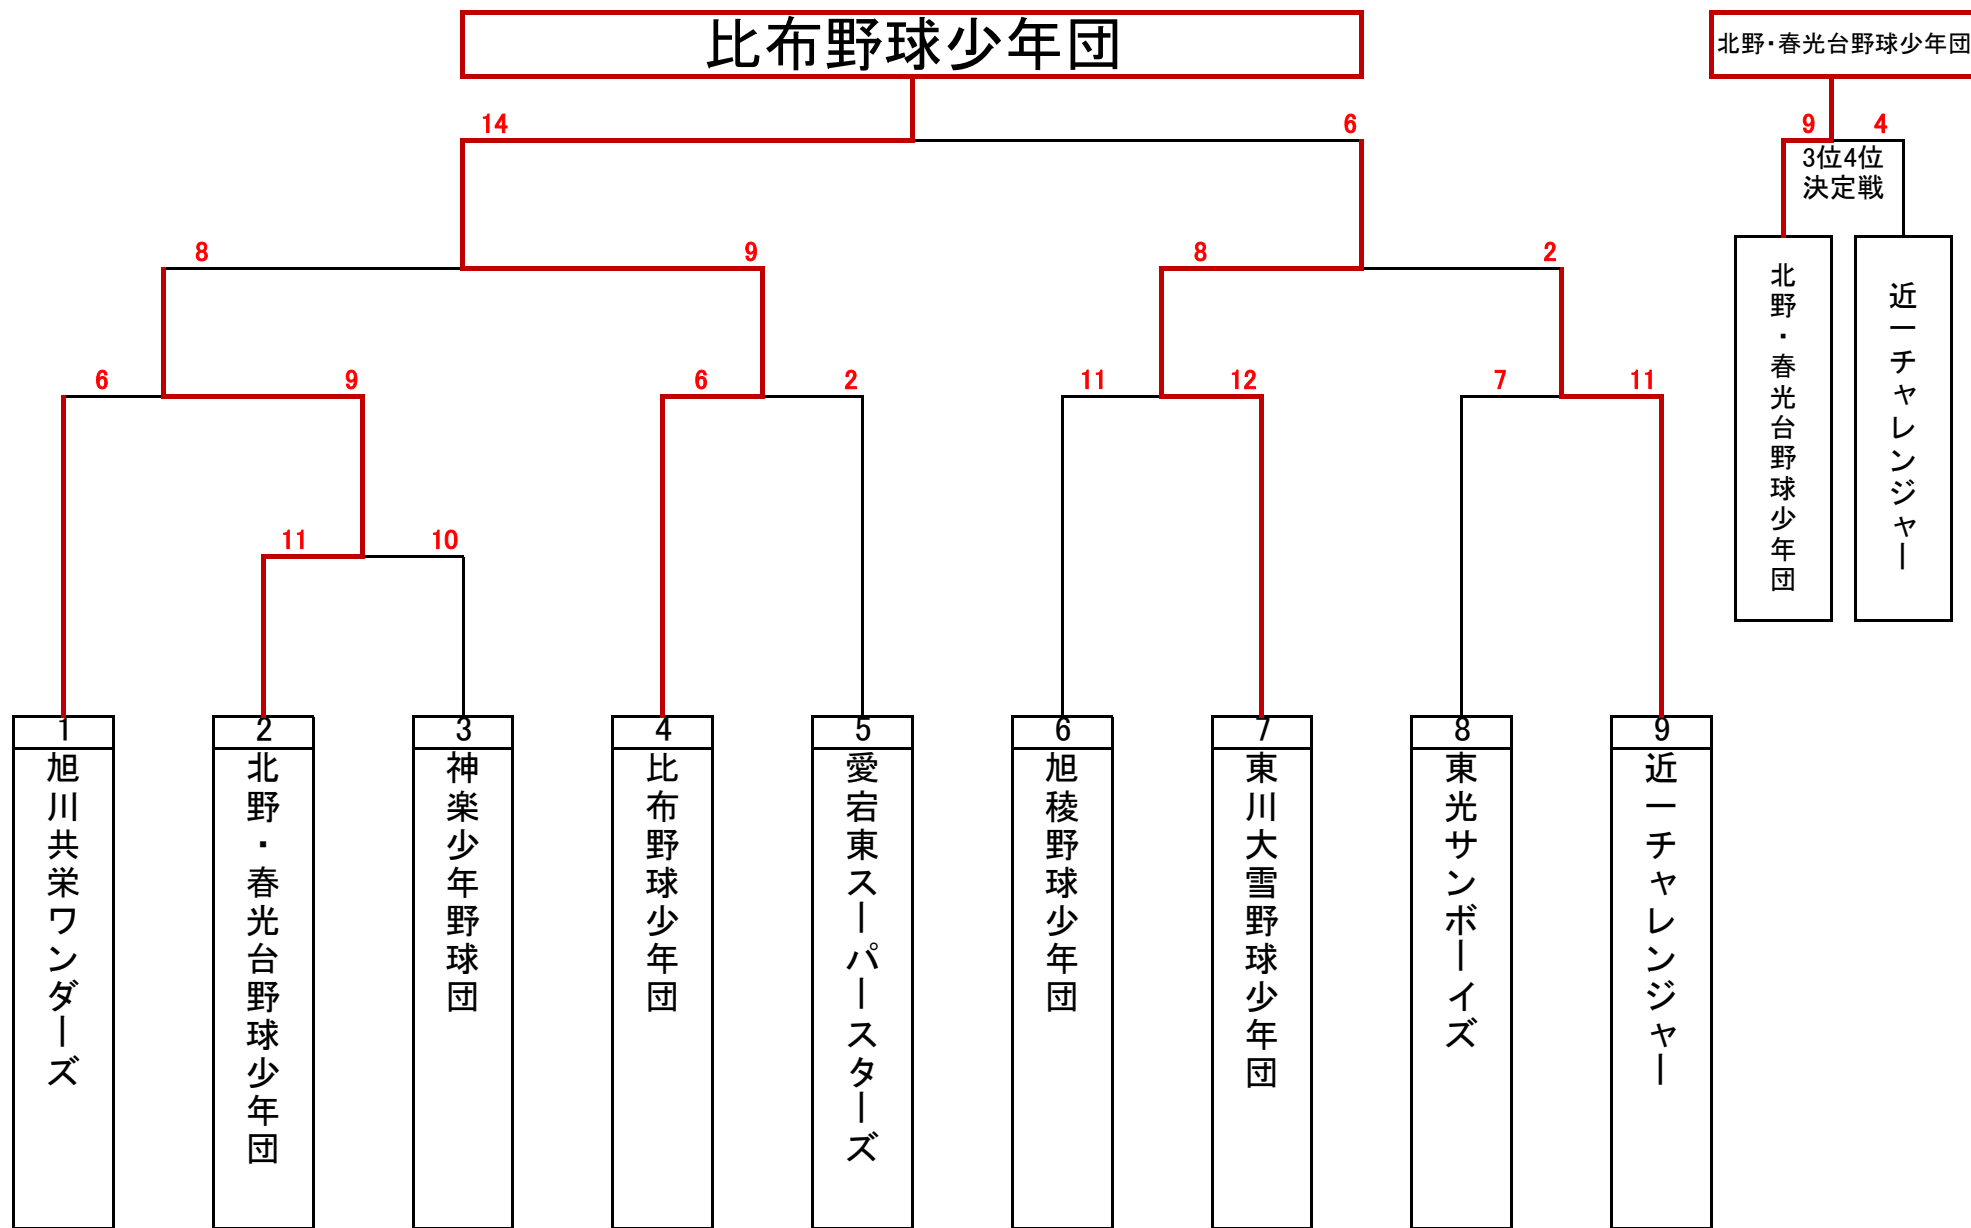 比布野球少年団
北野・春光台野球少年団
14
6
9
4
3位4位
決定戦
8
9
8
2
北野・春光台野球少年団
近一チャレンジャー
6
9
6
2
11
12
7
11
11
10
1
2
3
4
5
6
7
8
9
旭川共栄ワンダーズ
北野・春光台野球少年団
神楽少年野球団
比布野球少年団
愛宕東スーパースターズ
旭稜野球少年団
東川大雪野球少年団
東光サンボーイズ
近一チャレンジャー